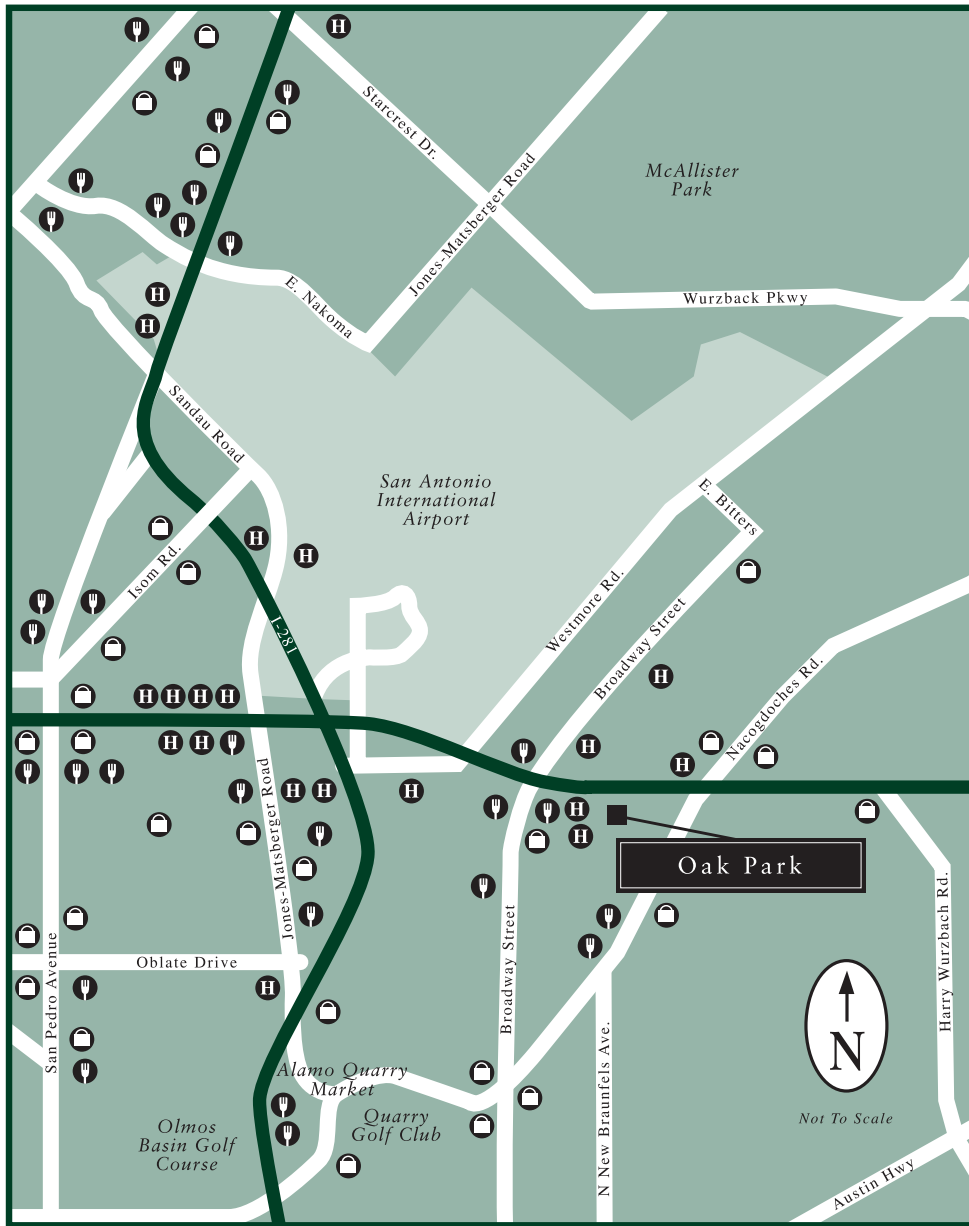 H
Starcrest Dr.
McAllister
Park
Jones-Matsberger Road
E. Nakoma
Wurzback Pkwy
H
H
Sandau Road
San Antonio
International
Airport
E. Bitters
Isom Rd.
H
H
Westmore Rd.
Broadway Street
I-281
H
H
H
H
H
Nacogdoches Rd.
H
H
H
H
H
H
H
Jones-Matsberger Road
H
H
Oak Park
San Pedro Avenue
Oblate Drive
Broadway Street
Harry Wurzbach Rd.
H
N New Braunfels Ave.
N
Alamo Quarry
Market
Quarry
Golf Club
Not To Scale
Olmos
Basin Golf
Course
Austin Hwy